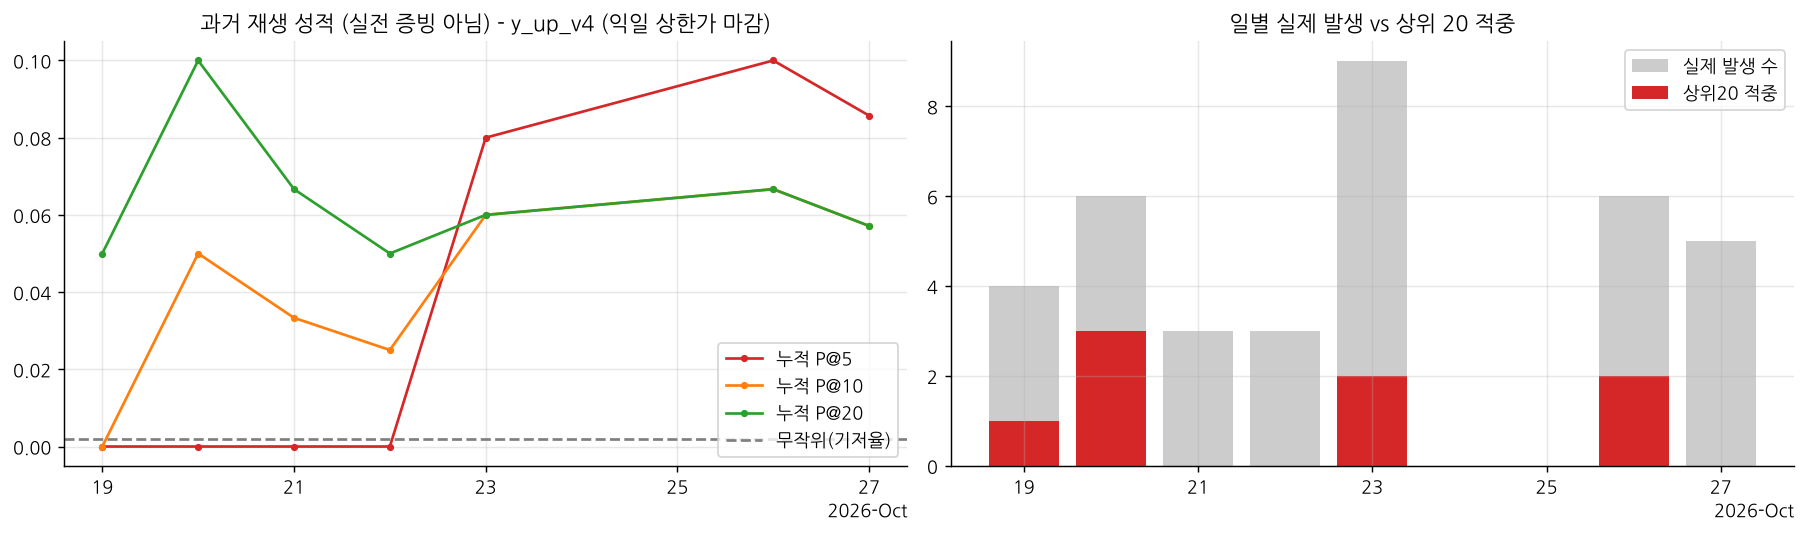 과거 재생 성적 (실전 증빙 아님) - y_up_v4 (익일 상한가 마감)
0.10
0.08
0.06
0.04
0.02
0.00
누적 P@5
누적 P@10
누적 P@20
무작위(기저율)
19
21
23
25
27
2026-Oct
일별 실제 발생 vs 상위 20 적중
8
6
4
2
0
실제 발생 수
상위20 적중
19
21
23
25
27
2026-Oct